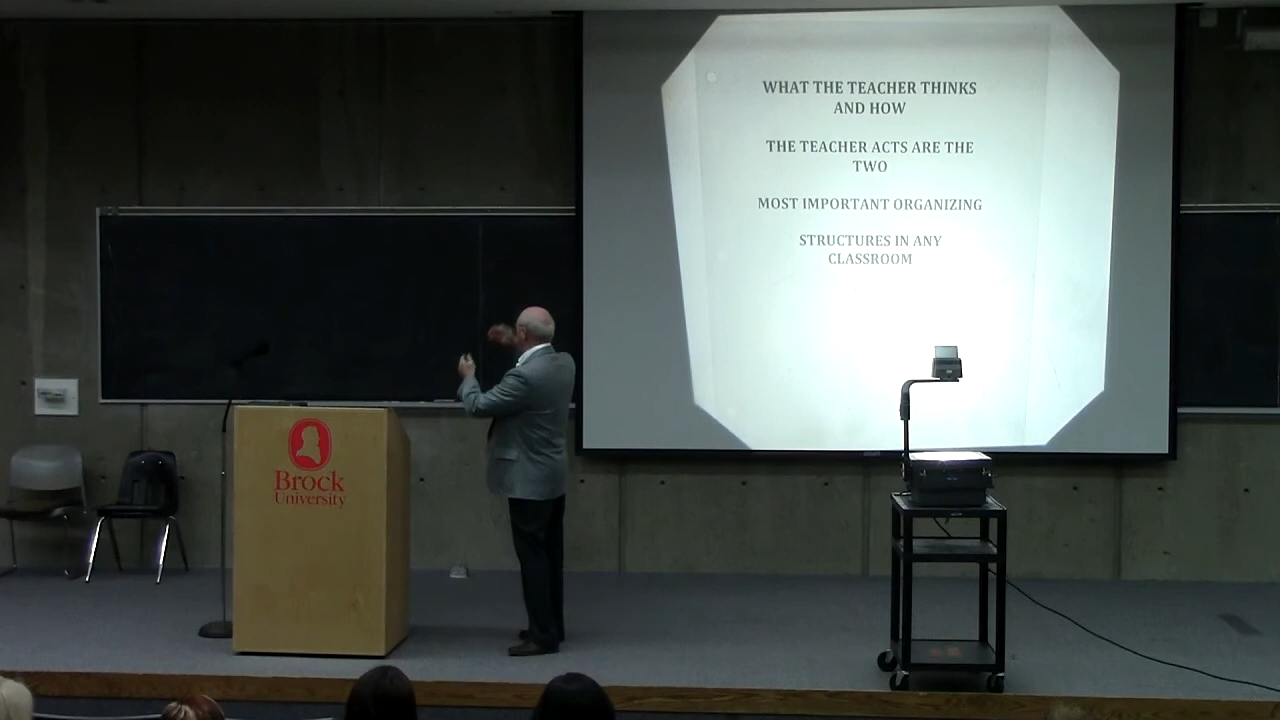 WHAT THE TEACHER THINKS
AND HOW
THE TEACHER ACTS ARE THE
TWO
MOST IMPORTANT ORGANIZING
STRUCTURES IN ANY
CLASSROOM
Brock
University